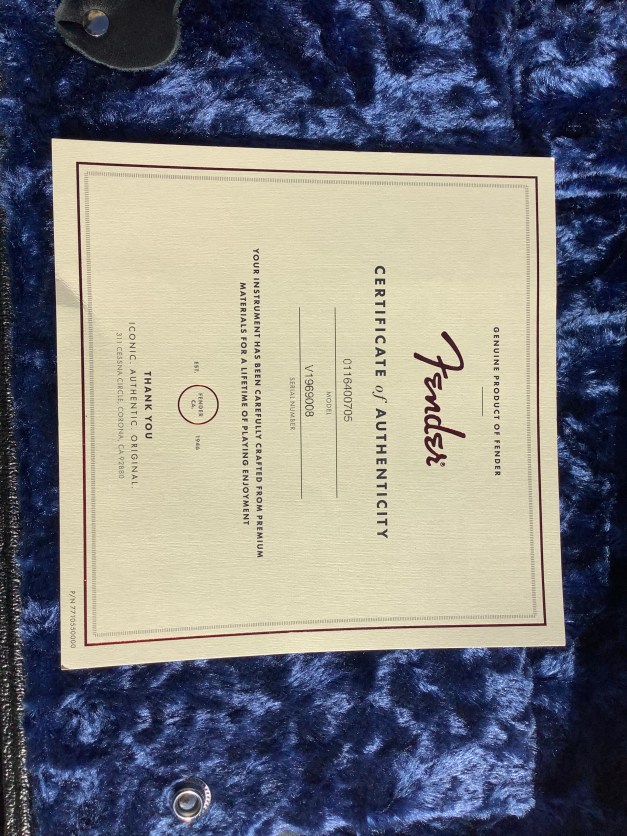 GENUINE PRODUCT OF FENDER
Fender®
CERTIFICATE of AUTHENTICITY
0116400705
MODEL
V1969008
SERIAL NUMBER
YOUR INSTRUMENT HAS BEEN CAREFULLY CRAFTED FROM PREMIUM
MATERIALS FOR A LIFETIME OF PLAYING ENJOYMENT
EST. FENDER CA. 1946
THANK YOU
ICONIC. AUTHENTIC. ORIGINAL.
311 CESSNA CIRCLE, CORONA, CA 92880
P/N 7710550000